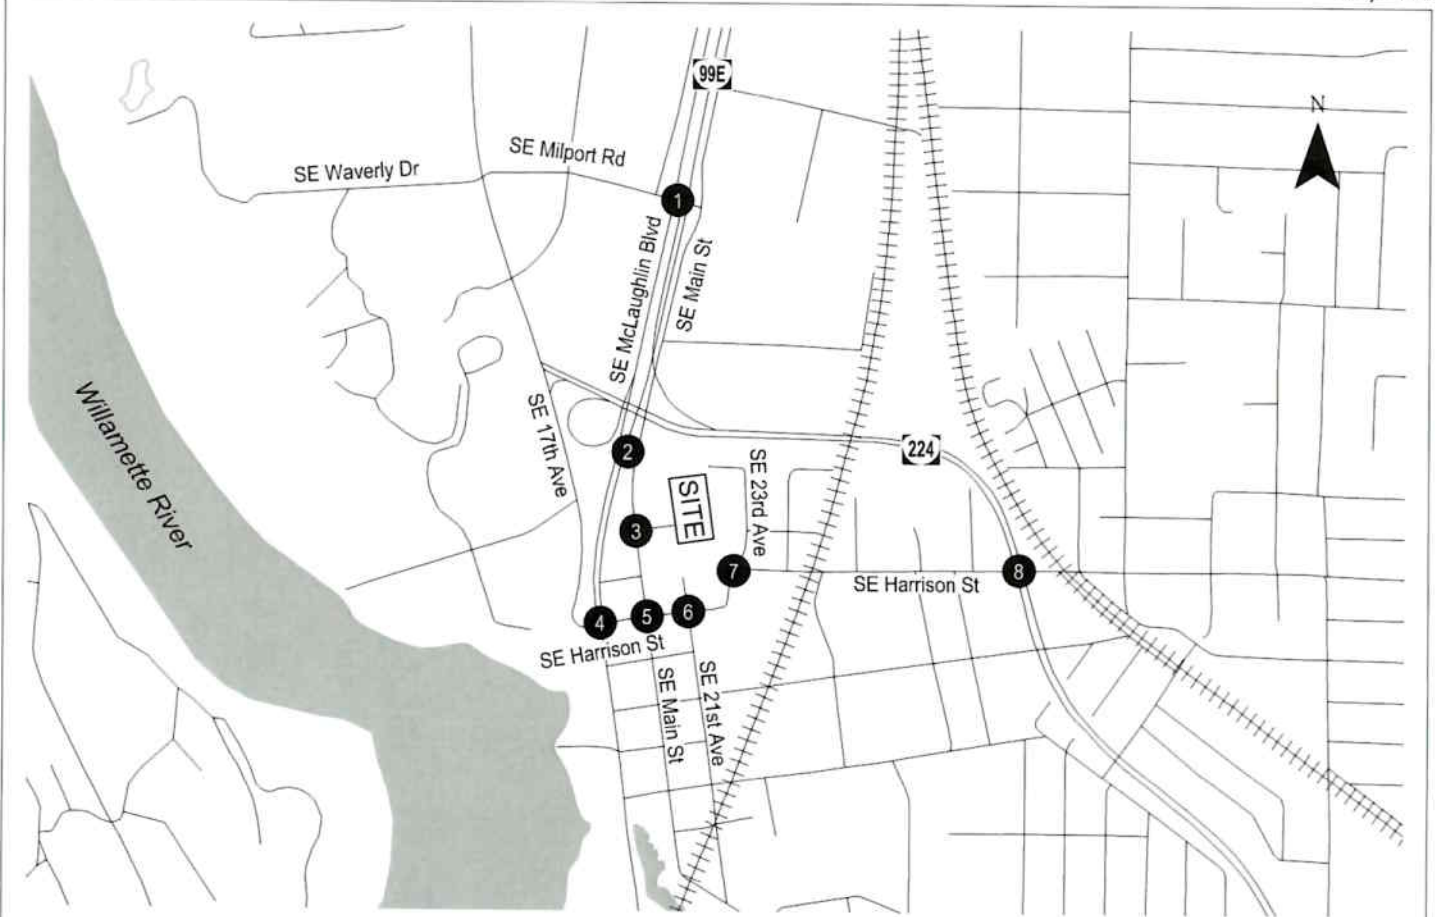 99E
N
SE Milport Rd
SE Waverly Dr
1
SE McLaughlin Blvd
SE Main St
Willamette River
SE 17th Ave
2
224
SITE
SE 23rd Ave
3
7
SE Harrison St
8
4
5
6
SE Harrison St
SE Main St
SE 21st Ave